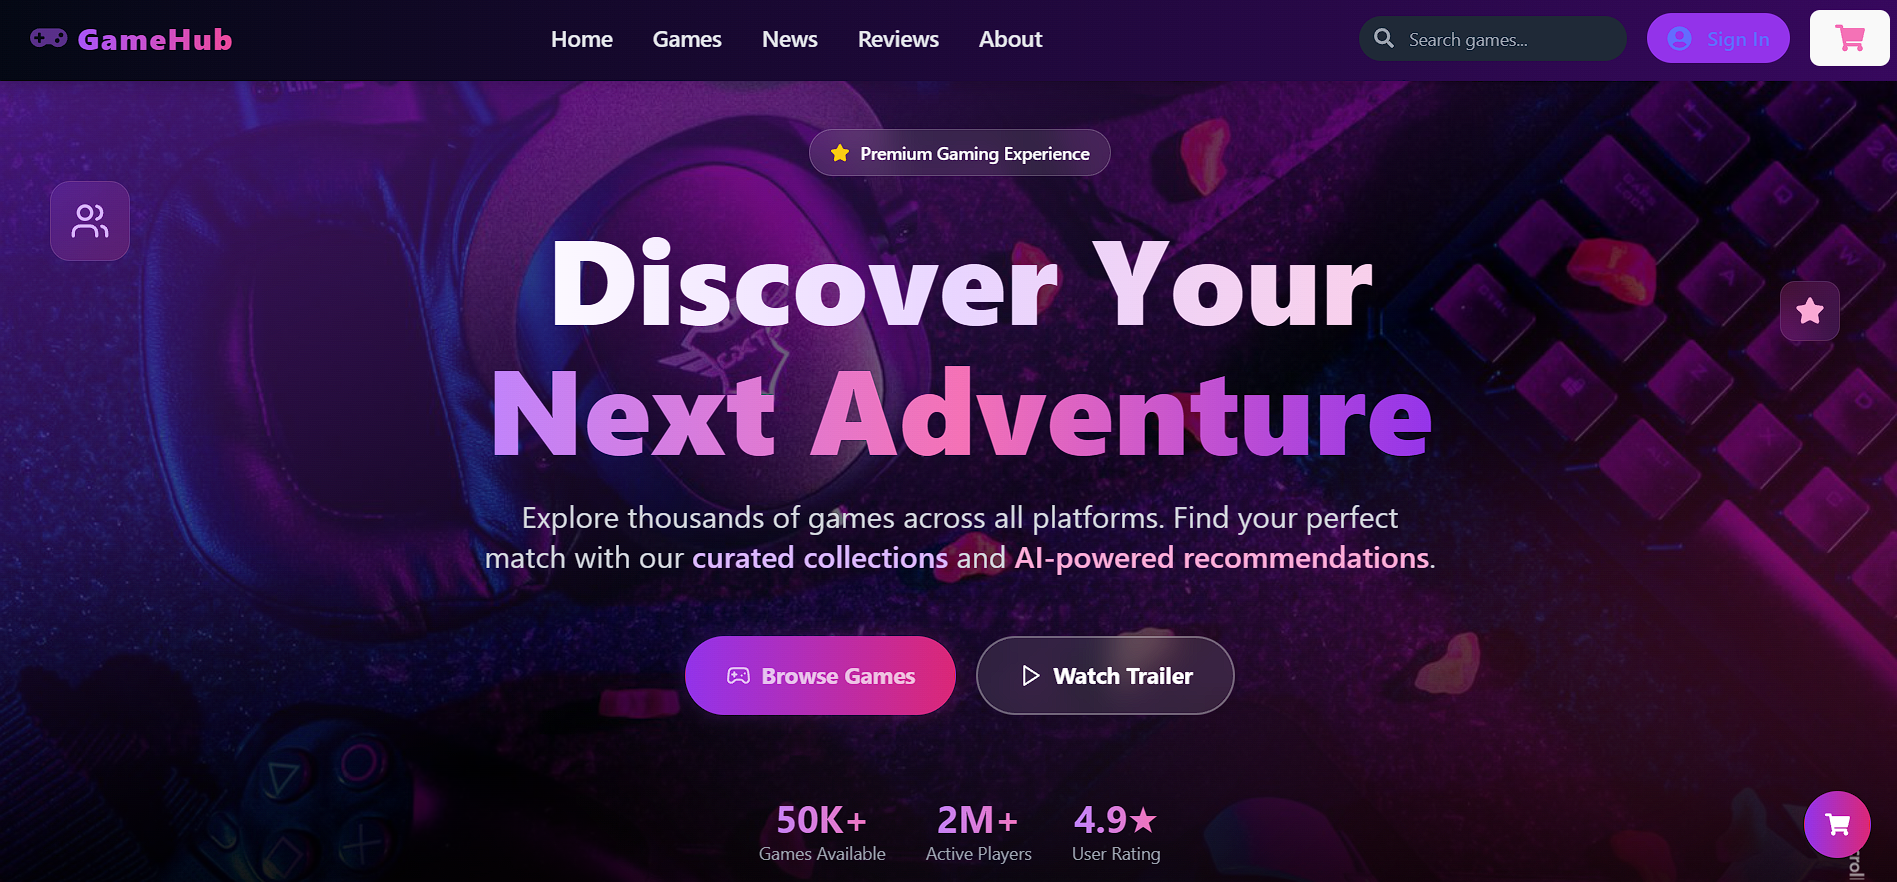 GameHub
Home
Games
News
Reviews
About
Search games...
Sign In
Premium Gaming Experience
Discover Your
Next Adventure
Explore thousands of games across all platforms. Find your perfect
match with our curated collections and AI-powered recommendations.
Browse Games
Watch Trailer
50K+
Games Available
2M+
Active Players
4.9★
User Rating
Q
W
A
Z
D
X
C
ALT